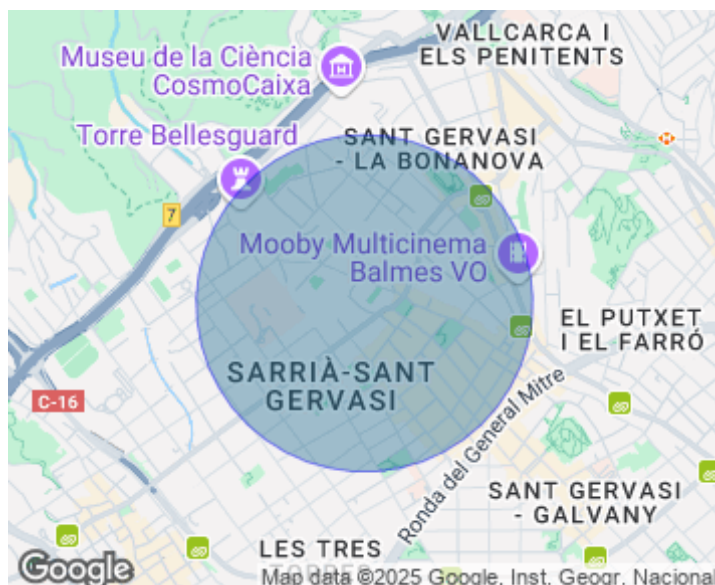 VALLCARCA I
ELS PENITENTS
Museu de la Ciència
CosmoCaixa
Torre Bellesguard
SANT GERVASI
- LA BONANOVA
7
Mooby Multicinema
Balmes VO
EL PUTXET
I EL FARRÓ
SARRIÀ-SANT
GERVASI
C-16
Ronda del General Mitre
SANT GERVASI
- GALVANY
LES TRES
TORRES
Google
Map data ©2025 Google, Inst. Geogr. Nacional